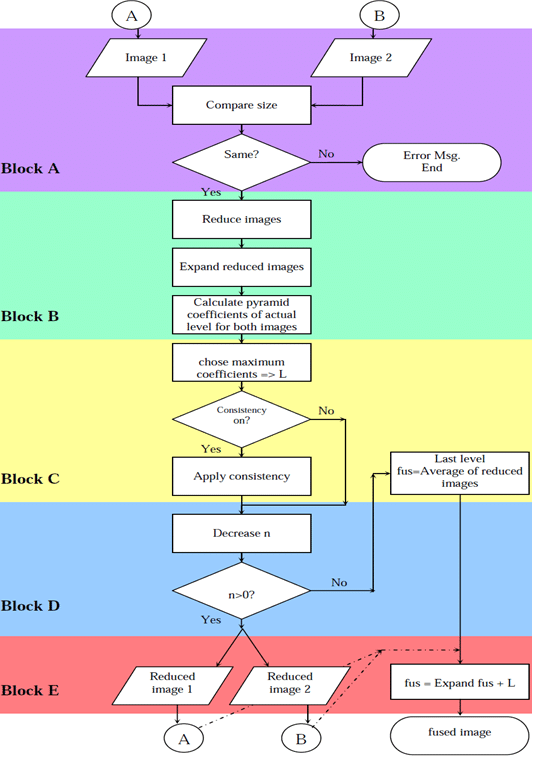 A
B
Image 1
Image 2
Compare size
Same?
No
Error Msg.
End
Block A
Yes
Reduce images
Expand reduced images
Calculate pyramid
coefficients of actual
level for both images
Block B
chose maximum
coefficients => L
Consistency
on?
No
Yes
Apply consistency
Last level
fus=Average of reduced
images
Block C
Decrease n
n>0?
No
Block D
Yes
Reduced
image 1
Reduced
image 2
fus = Expand fus + L
Block E
A
B
fused image